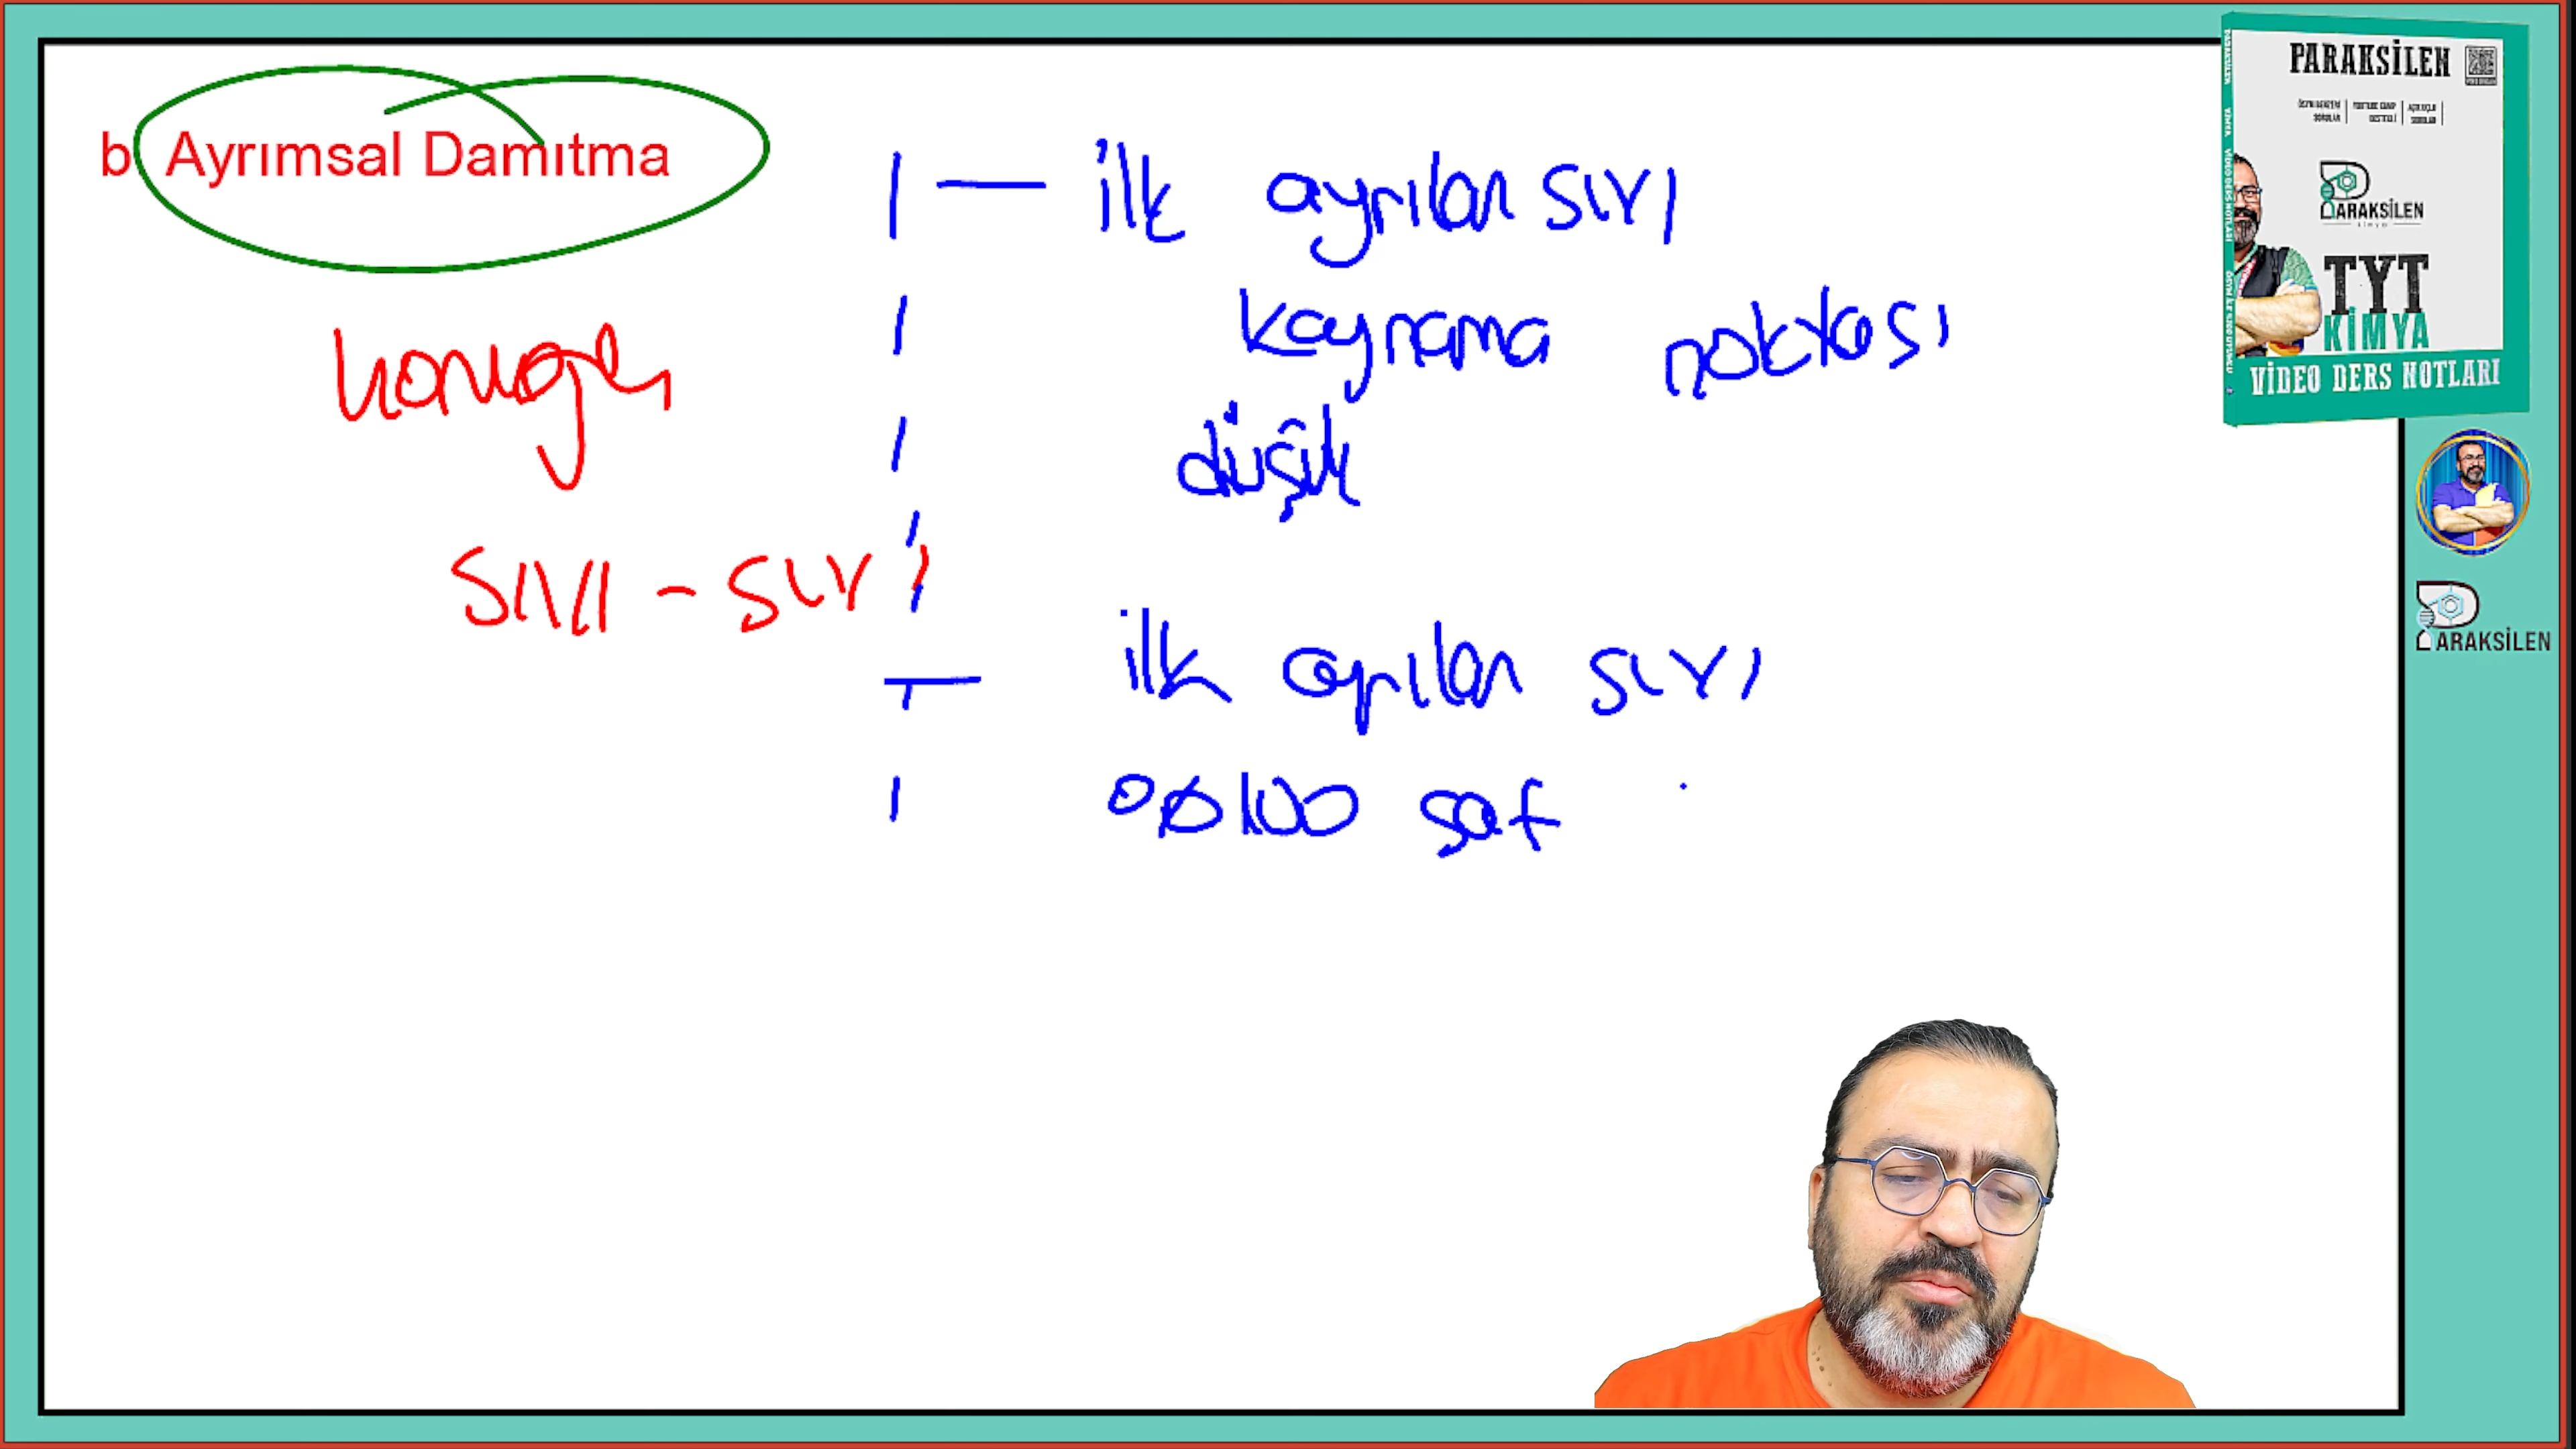 b) Ayrımsal Damıtma
homojen
sıvı - sıvı
ilk ayrılan sıvı
kaynama noktası
düşük
ilk ayrılan sıvı
%100 saf
PARAKSİLEN
PARAKSİLEN
TYT
KİMYA
VİDEO DERS NOTLARI
PARAKSİLEN